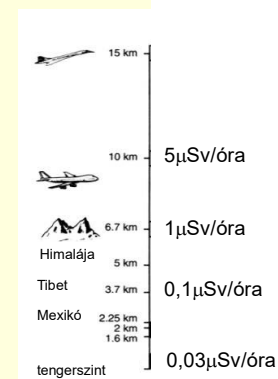 15 km
10 km 5μSv/óra
6.7 km 1μSv/óra
Himalája
5 km
Tibet 3.7 km 0,1μSv/óra
Mexikó 2.25 km
2 km
1.6 km
tengerszint 0,03μSv/óra